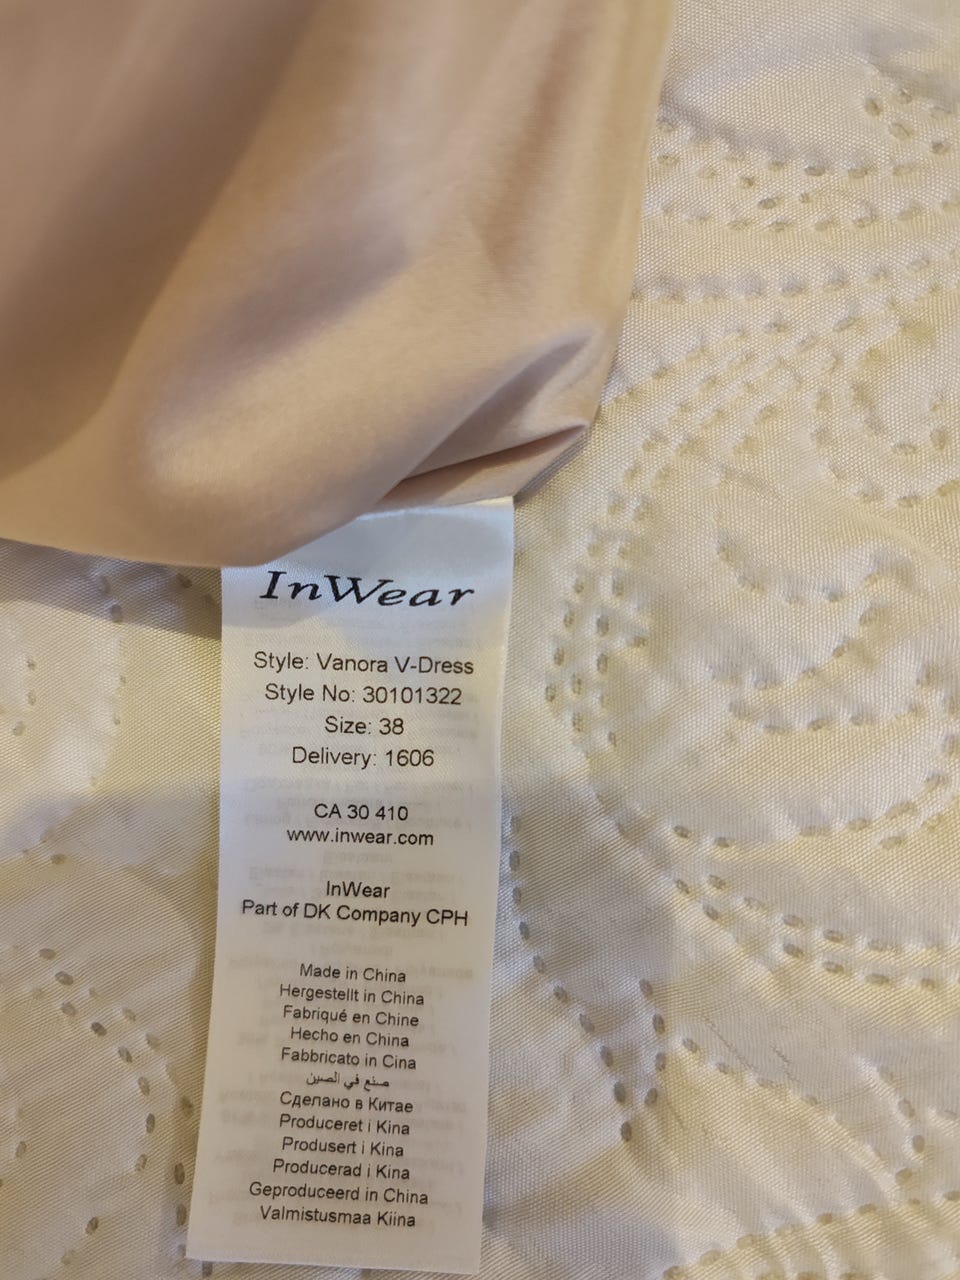 InWear
Style: Vanora V-Dress
Style No: 30101322
Size: 38
Delivery: 1606
CA 30 410
www.inwear.com
InWear
Part of DK Company CPH
Made in China
Hergestellt in China
Fabriqué en Chine
Hecho en China
Fabbricato in Cina
صنع في الصين
Сделано в Китае
Produceret i Kina
Produsert i Kina
Producerad i Kina
Geproduceerd in China
Valmistusmaa Kiina